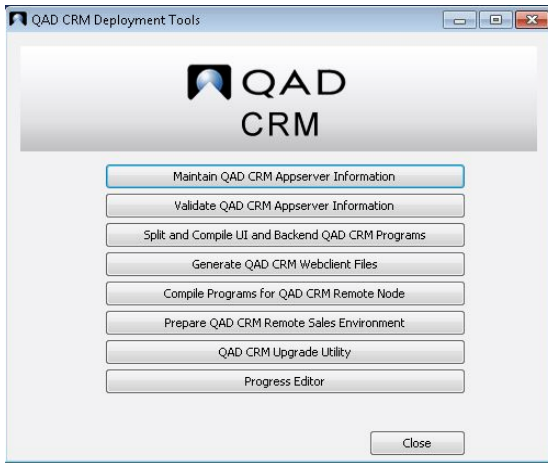 QAD CRM Deployment Tools
QAD
CRM
Maintain QAD CRM Appserver Information
Validate QAD CRM Appserver Information
Split and Compile UI and Backend QAD CRM Programs
Generate QAD CRM Webclient Files
Compile Programs for QAD CRM Remote Node
Prepare QAD CRM Remote Sales Environment
QAD CRM Upgrade Utility
Progress Editor
Close